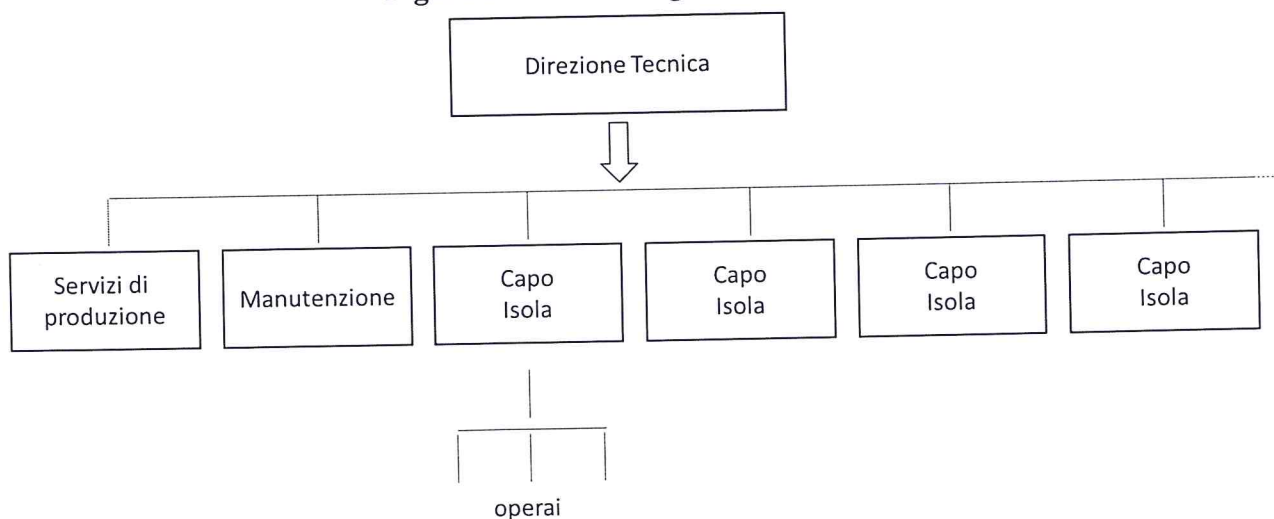 Direzione Tecnica
Servizi di
produzione
Manutenzione
Capo
Isola
Capo
Isola
Capo
Isola
Capo
Isola
operai